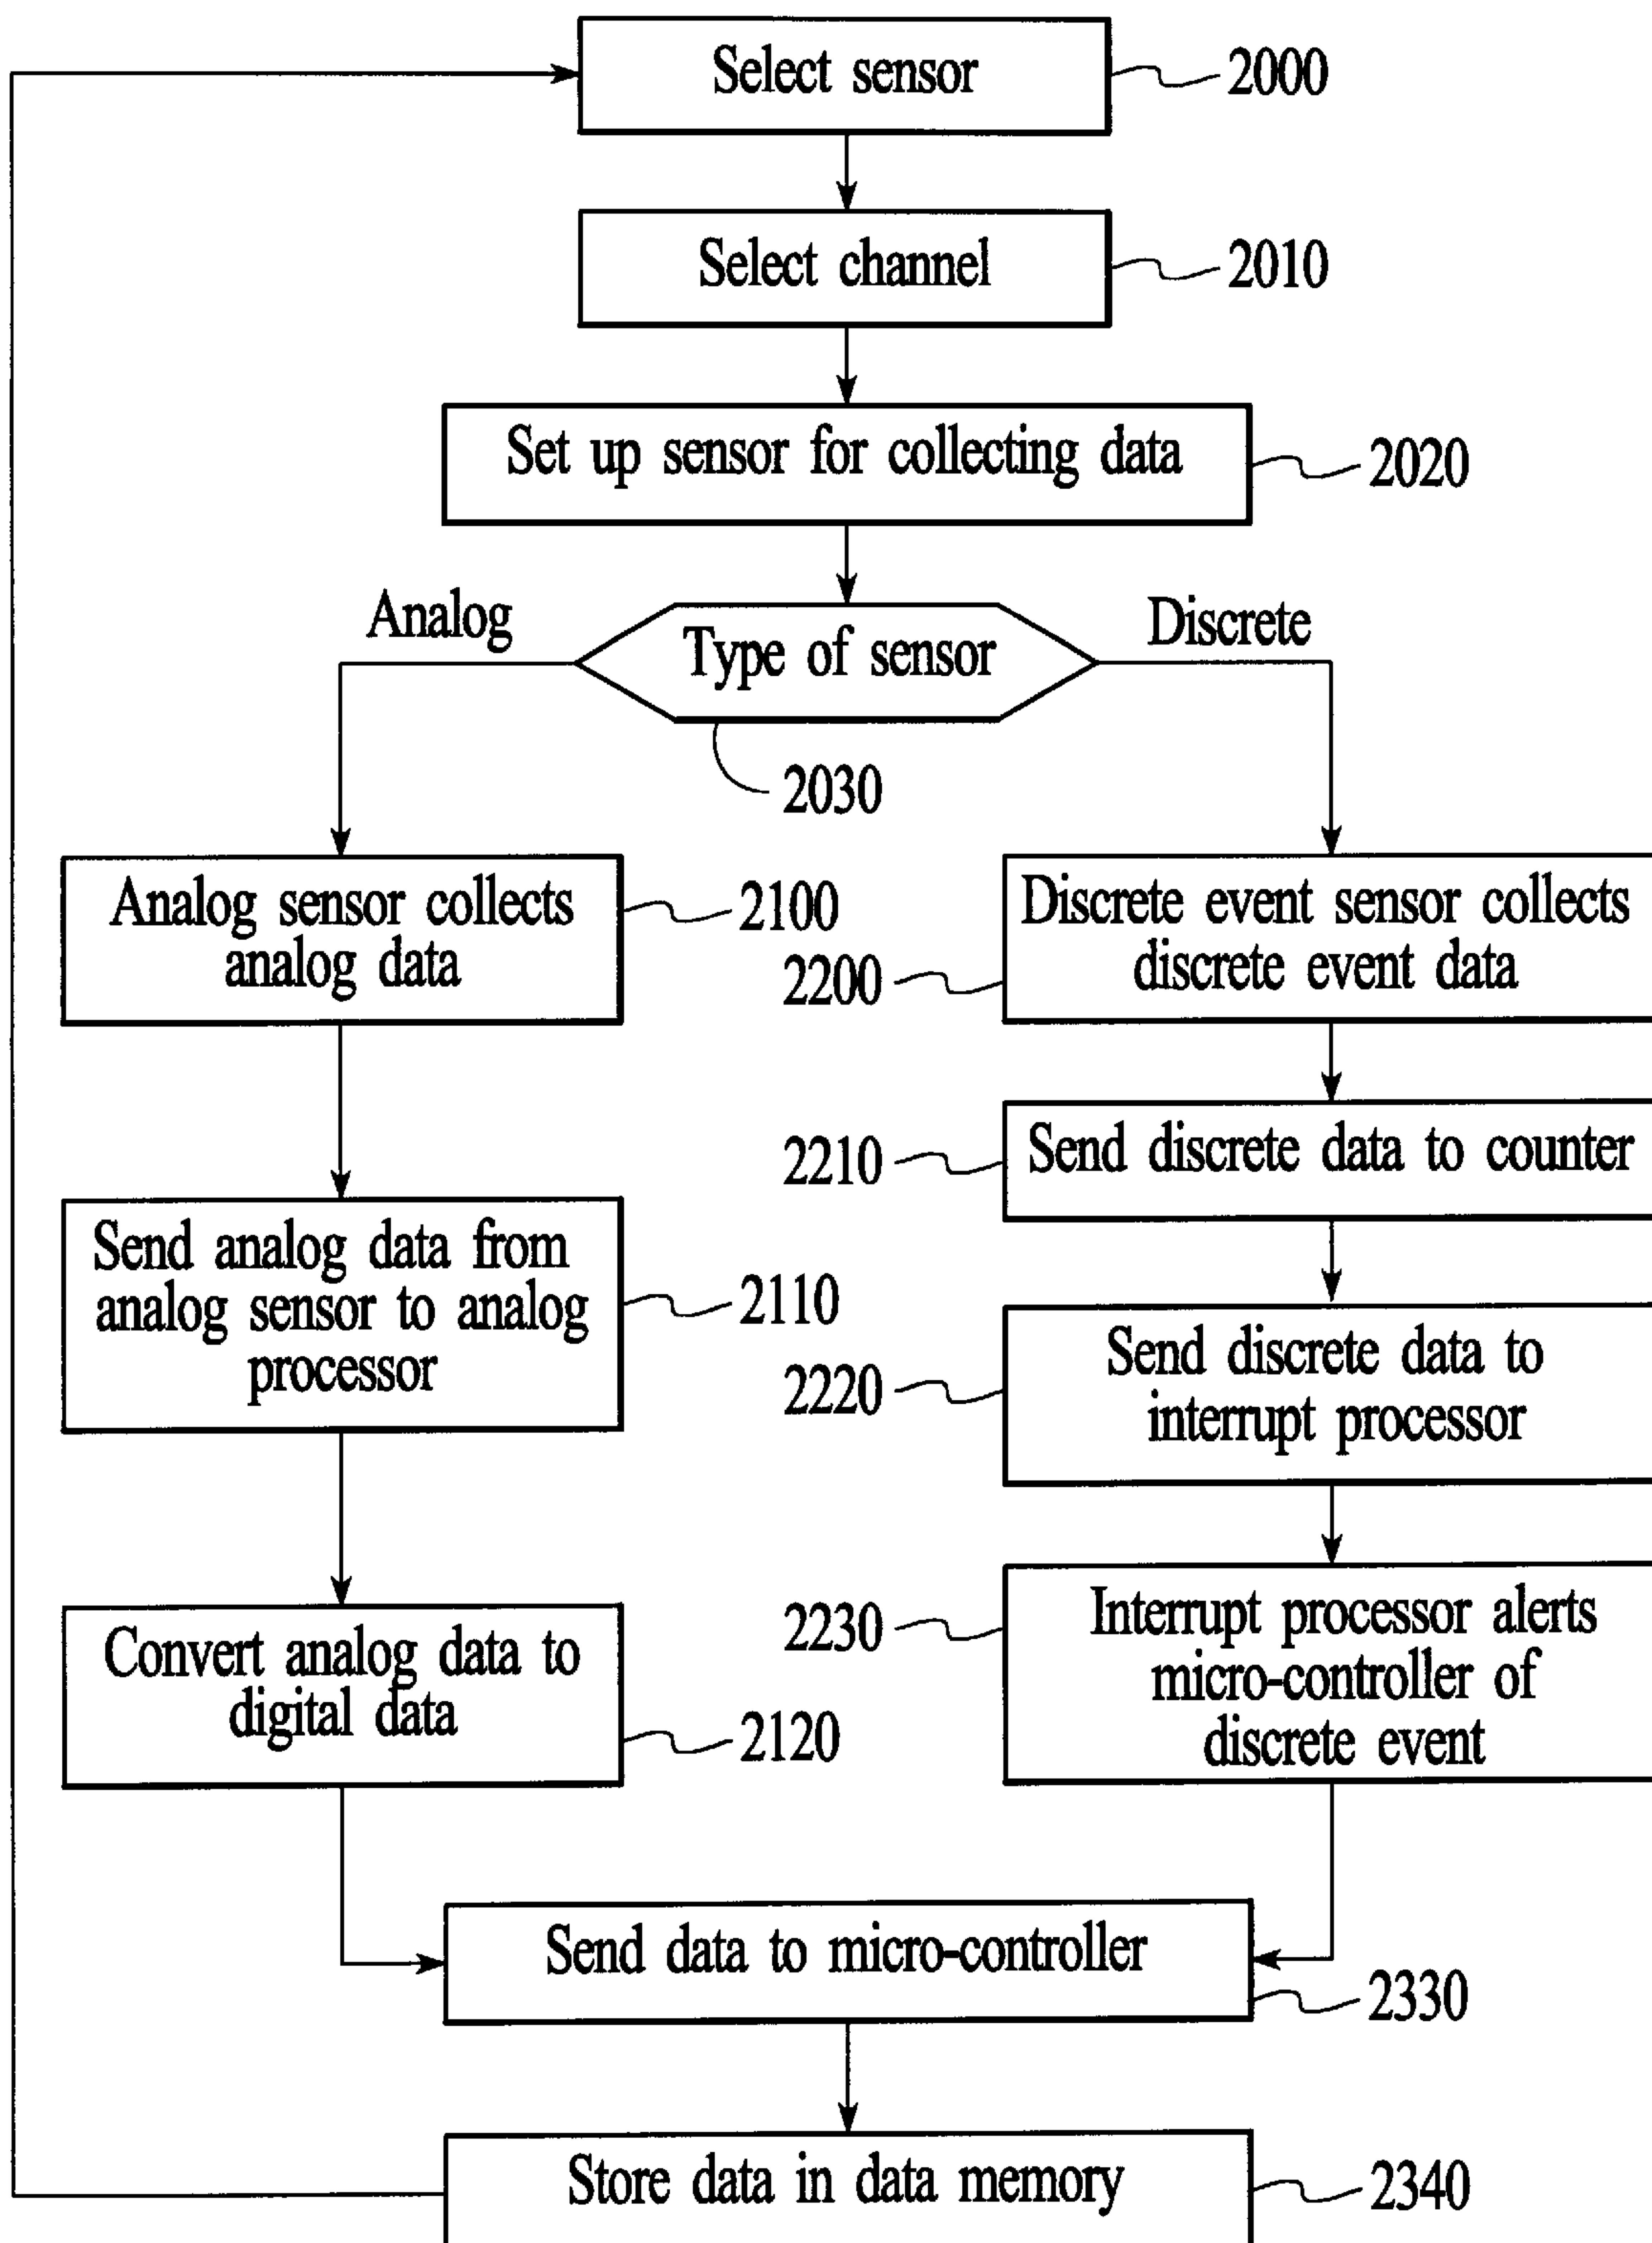 Select sensor
2000
Select channel
2010
Set up sensor for collecting data
2020
Analog
Type of sensor
Discrete
2030
Analog sensor collects
analog data
2100
Discrete event sensor collects
discrete event data
2200
Send discrete data to counter
2210
Send analog data from
analog sensor to analog
processor
2110
Send discrete data to
interrupt processor
2220
Convert analog data to
digital data
2120
Interrupt processor alerts
micro-controller of
discrete event
2230
Send data to micro-controller
2330
Store data in data memory
2340